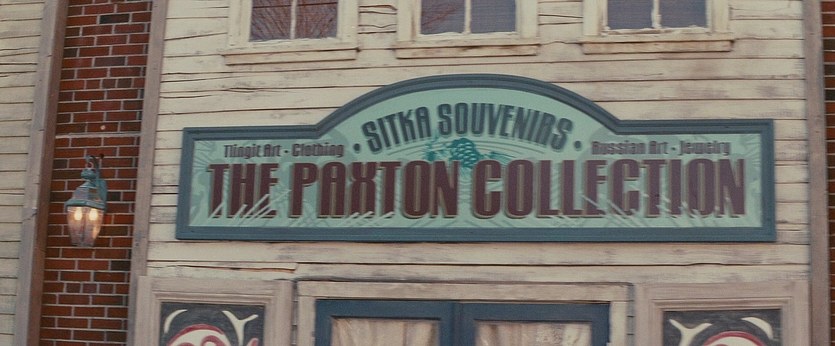 • SITKA SOUVENIRS •
Tlingit Art - Clothing
Russian Art - Jewelry
THE PAXTON COLLECTION